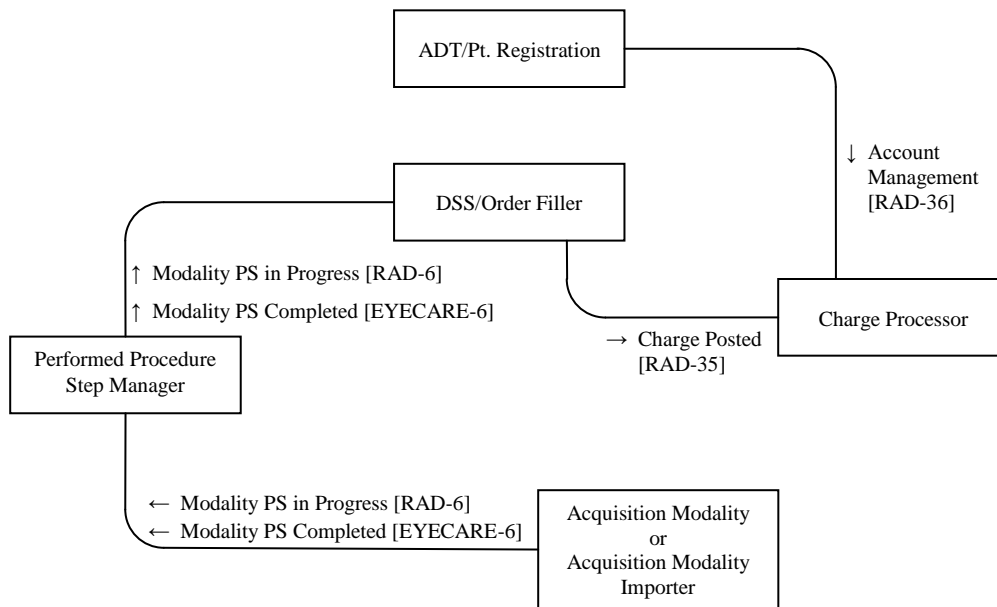 ADT/Pt. Registration
↓ Account
Management
[RAD-36]
DSS/Order Filler
↑ Modality PS in Progress [RAD-6]
↑ Modality PS Completed [EYECARE-6]
Charge Processor
→ Charge Posted
[RAD-35]
Performed Procedure
Step Manager
← Modality PS in Progress [RAD-6]
← Modality PS Completed [EYECARE-6]
Acquisition Modality
or
Acquisition Modality
Importer